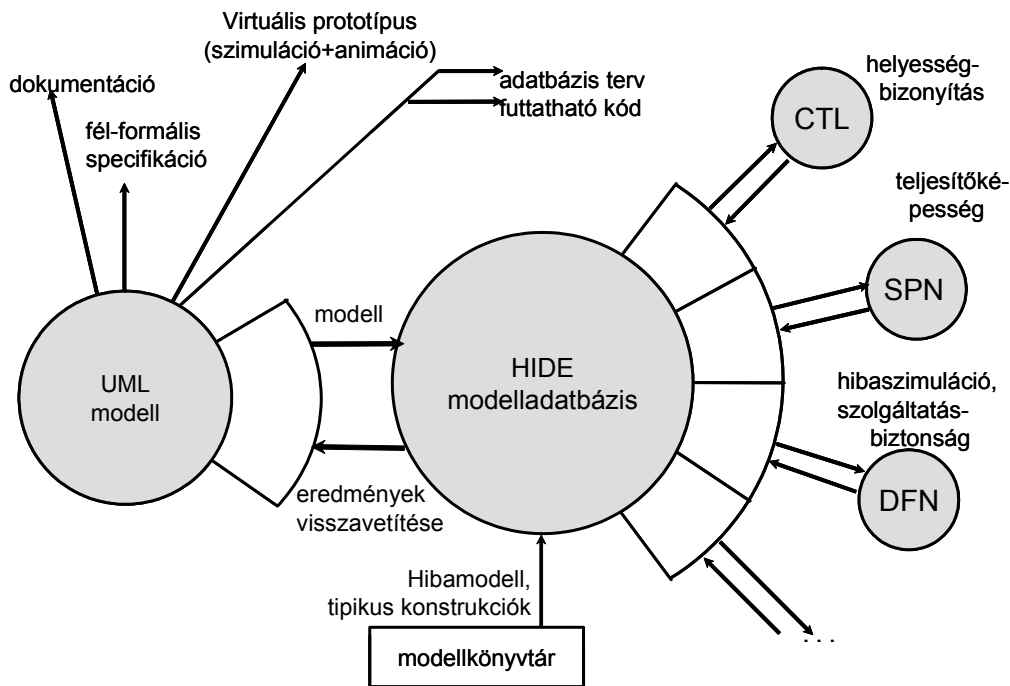 Virtuális prototípus
(szimuláció+animáció)
dokumentáció
fél-formális
specifikáció
adatbázis terv
futtatható kód
helyesség-
bizonyítás
CTL
teljesítőké-
pesség
SPN
modell
UML
modell
HIDE
modelladatbázis
hibaszimuláció,
szolgáltatás-
biztonság
DFN
eredmények
visszavetítése
Hibamodell,
tipikus konstrukciók
modellkönyvtár
. . .